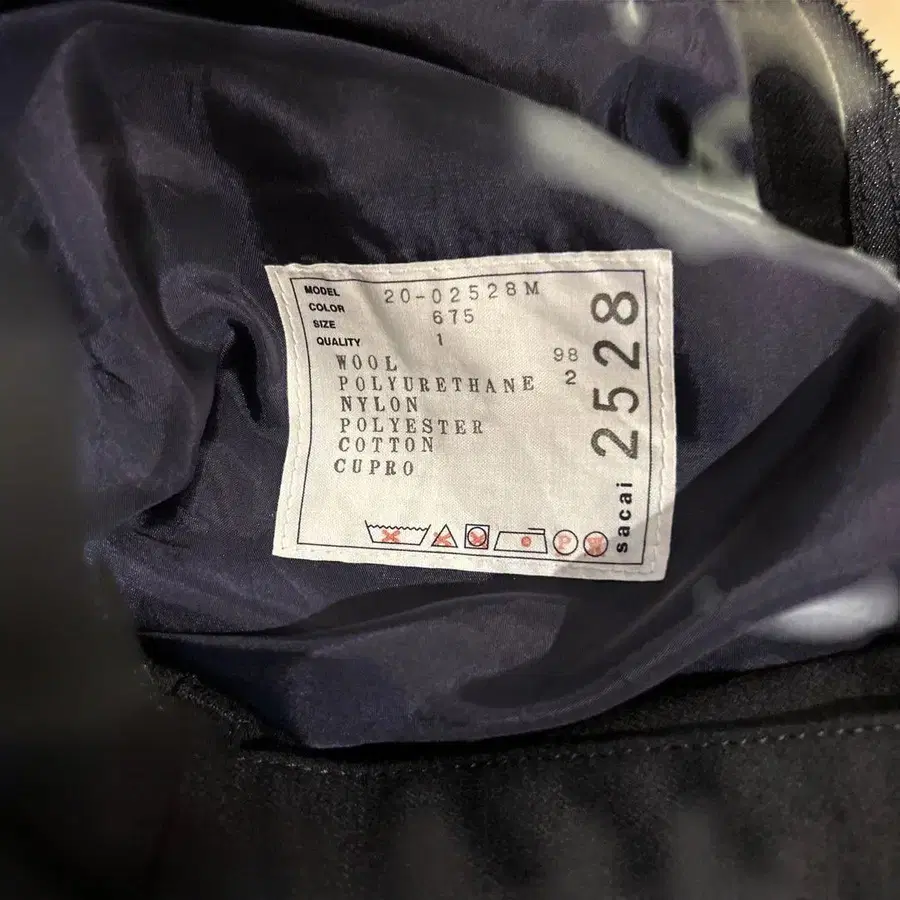 MODEL 20-02528M
COLOR 675
SIZE 1
QUALITY
WOOL 98
POLYURETHANE 2
NYLON
POLYESTER
COTTON
CUPRO
P W
sacai 2528